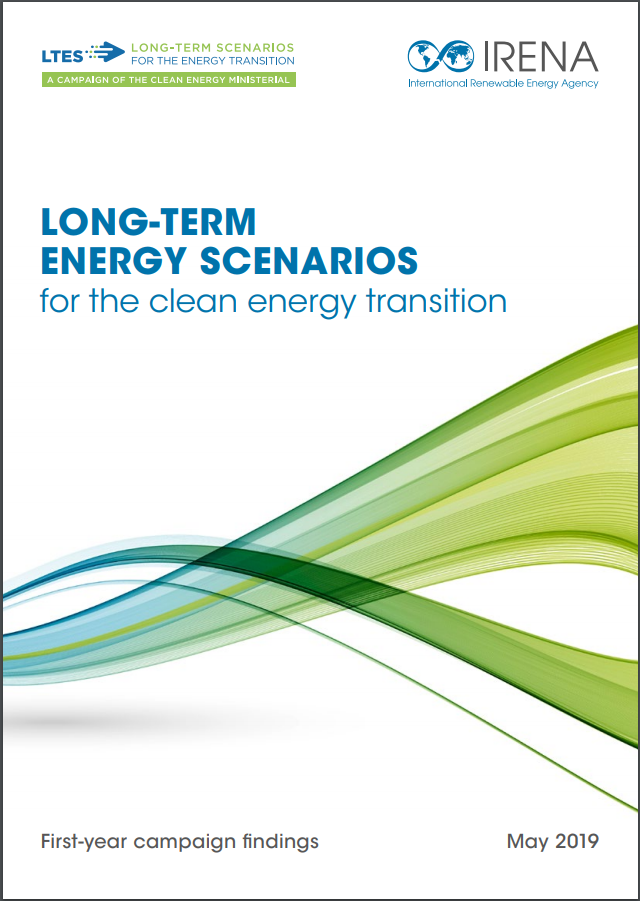 LTES
LONG-TERM SCENARIOS
FOR THE ENERGY TRANSITION
A CAMPAIGN OF THE CLEAN ENERGY MINISTERIAL
IRENA
International Renewable Energy Agency
LONG-TERM
ENERGY SCENARIOS
for the clean energy transition
First-year campaign findings
May 2019